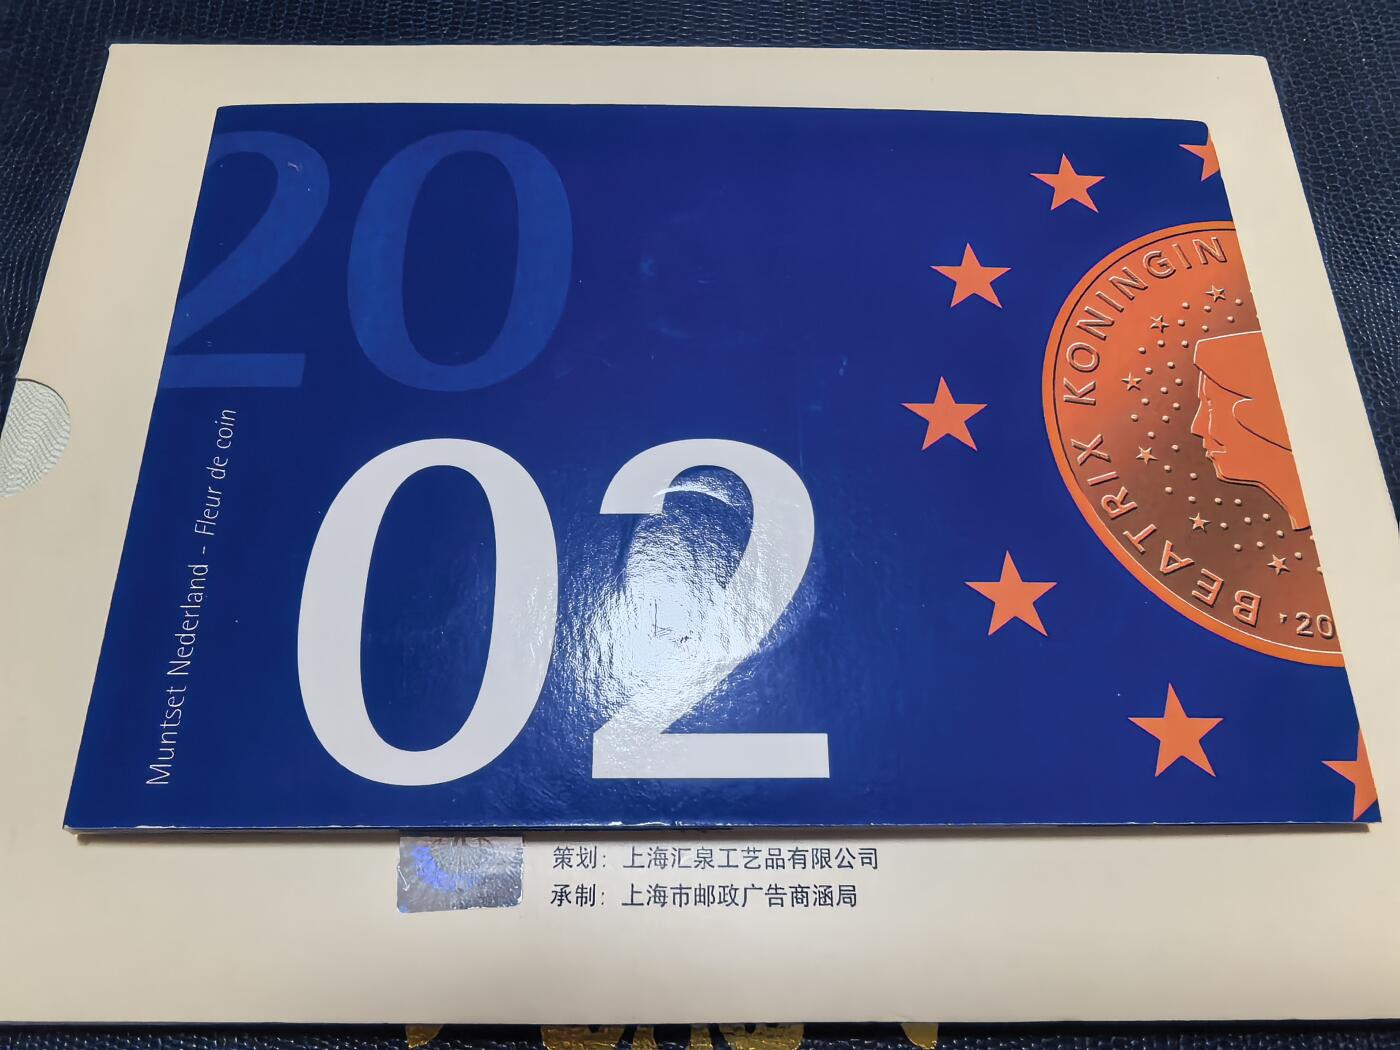 20
02
Muntset Nederland - Fleur de coin
BEATRIX KONINGIN
20
策划：上海汇泉工艺品有限公司
承制：上海市邮政广告商涵局